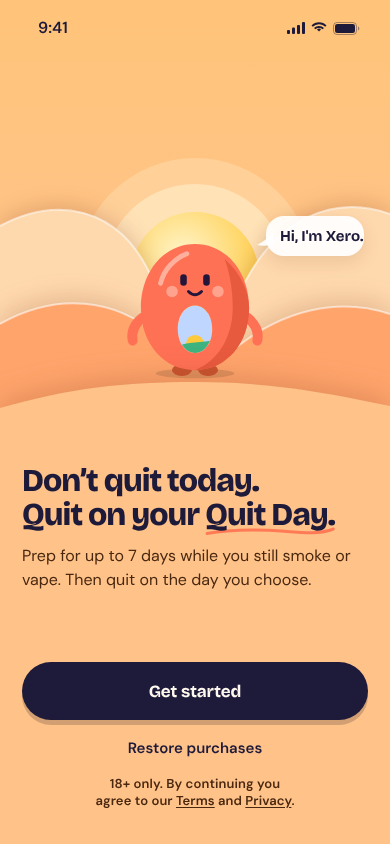 9:41
Hi, I'm Xero.
Don’t quit today.
Quit on your Quit Day.
Prep for up to 7 days while you still smoke or
vape. Then quit on the day you choose.
Get started
Restore purchases
18+ only. By continuing you
agree to our Terms and Privacy.